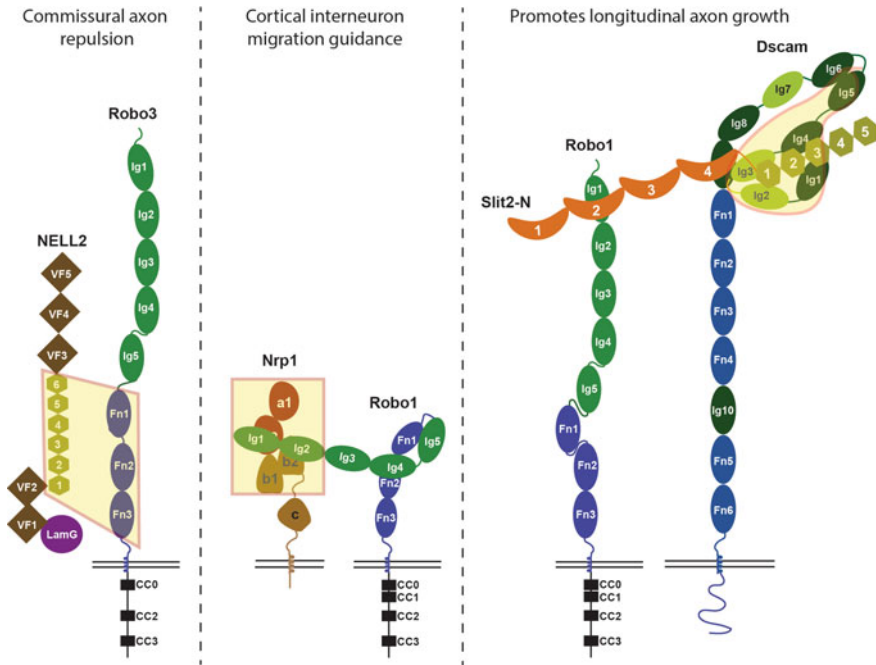 Commissural axon
repulsion
Cortical interneuron
migration guidance
Promotes longitudinal axon growth
Robo3
Ig1
Ig2
Ig3
Ig4
Ig5
Fn1
Fn2
Fn3
NELL2
VF5
VF4
VF3
6
5
4
3
2
1
VF2
VF1
LamG
CC0
CC2
CC3
Nrp1
a1
b1
b2
c
Ig1
Ig2
Ig3
Robo1
Ig4
Ig5
Fn1
Fn2
Fn3
CC0
CC1
CC2
CC3
Robo1
Ig1
Ig2
Ig3
Ig4
Ig5
Fn1
Fn2
Fn3
CC0
CC1
CC2
CC3
Slit2-N
1
2
3
4
Dscam
Ig6
Ig7
Ig5
Ig8
Ig4
Ig3
Ig2
Ig1
1
2
3
4
5
Fn1
Fn2
Fn3
Fn4
Ig10
Fn5
Fn6